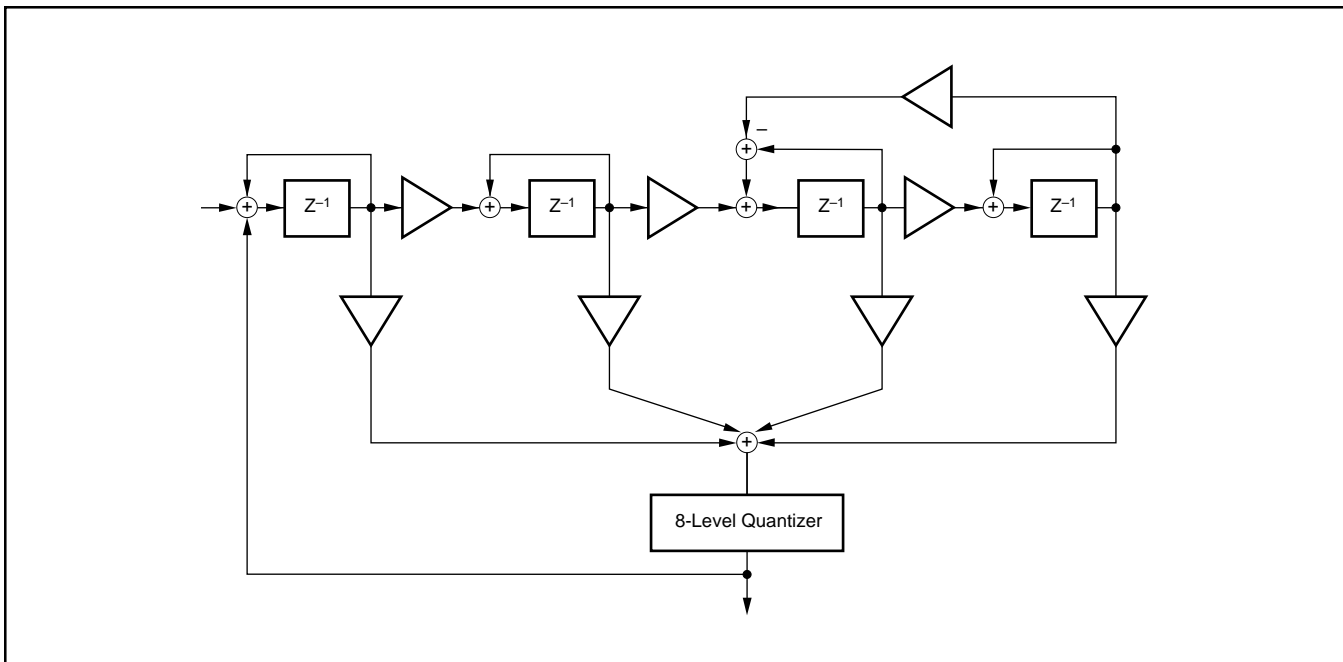 –
+
+ Z–1 + Z–1 + Z–1 + Z–1
+
8-Level Quantizer